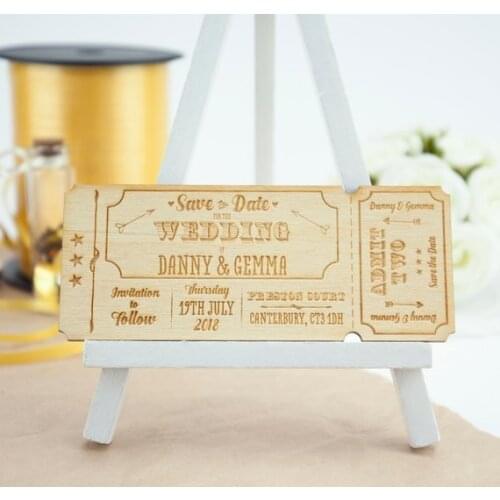 Save the Date
FOR THE
WEDDING
OF
DANNY & GEMMA
Invitation to
Follow
Thursday
19TH JULY
2018
PRESTON COURT
CANTERBURY, CT3 1DH
Danny & Gemma
ADMIT
TWO
Save the Date
Danny & Gemma